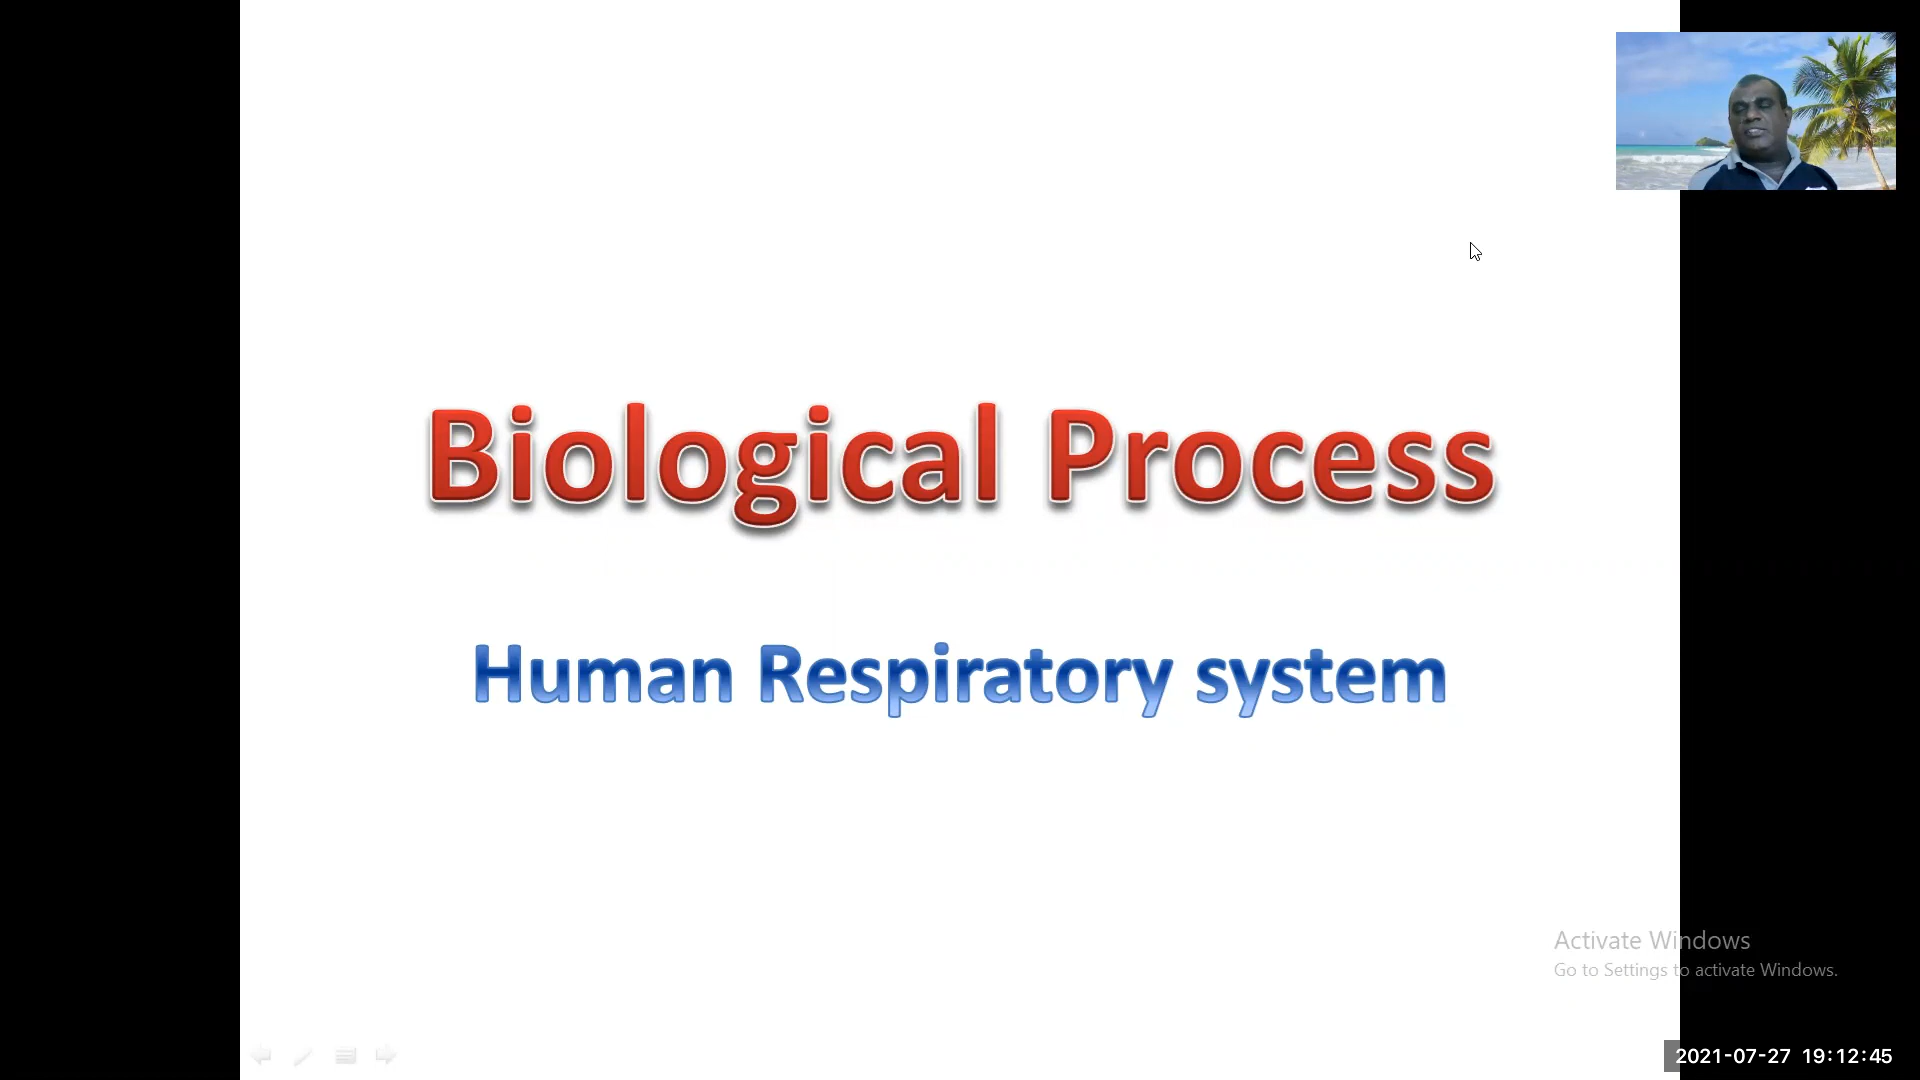 Biological Process
Human Respiratory system
Activate Windows
Go to Settings to activate Windows.
2021-07-27 19:12:45